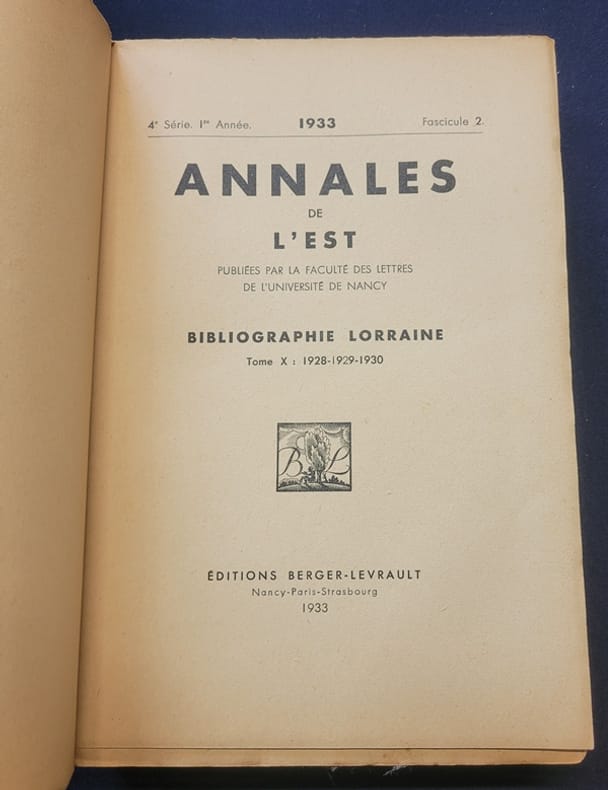 4e Série. 1re Année. 1933 Fascicule 2.
ANNALES
DE
L'EST
PUBLIÉES PAR LA FACULTÉ DES LETTRES
DE L'UNIVERSITÉ DE NANCY
BIBLIOGRAPHIE LORRAINE
Tome X : 1928-1929-1930
B L
ÉDITIONS BERGER-LEVRAULT
Nancy-Paris-Strasbourg
1933